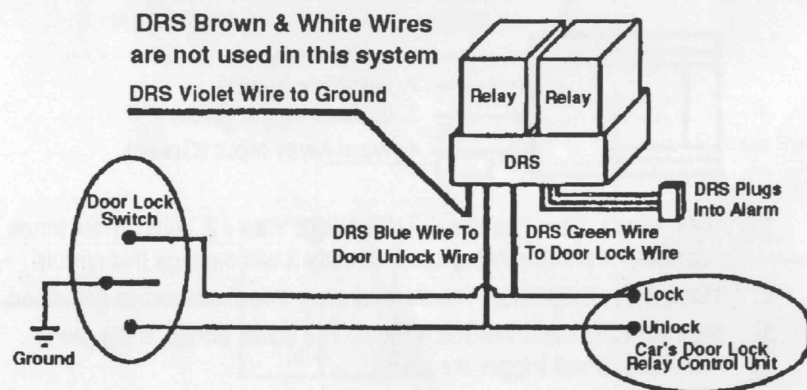 DRS Brown & White Wires
are not used in this system
DRS Violet Wire to Ground
Relay
Relay
DRS
DRS Plugs
Into Alarm
Door Lock
Switch
DRS Blue Wire To
Door Unlock Wire
DRS Green Wire
To Door Lock Wire
Ground
Lock
Unlock
Car's Door Lock
Relay Control Unit